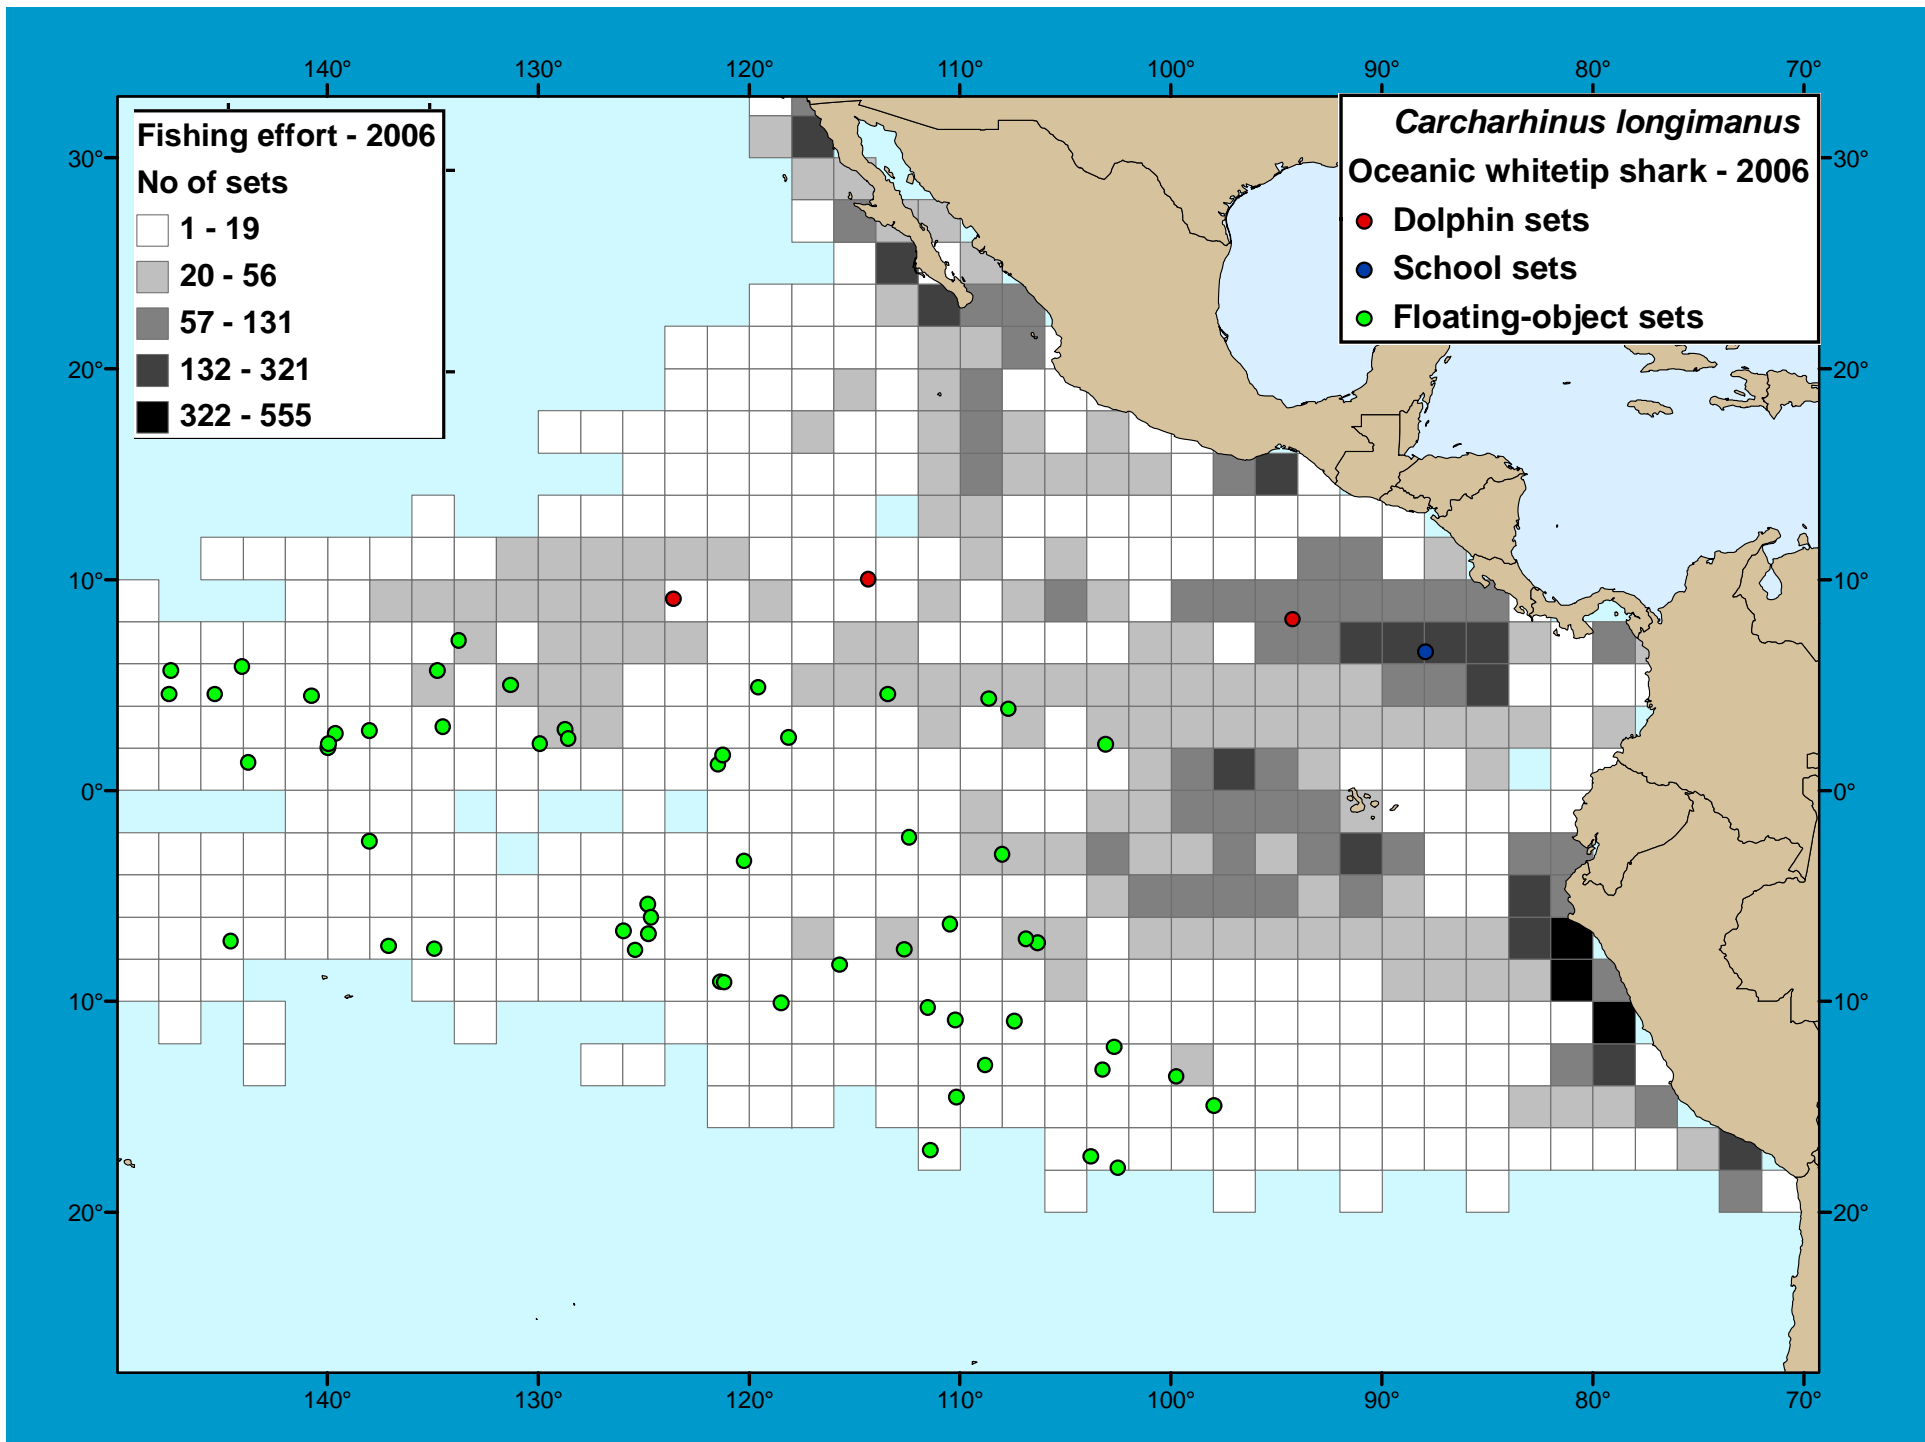 140° 130° 120° 110° 100° 90° 80° 70°
Fishing effort - 2006
No of sets
1 - 19
20 - 56
57 - 131
132 - 321
322 - 555
Carcharhinus longimanus
Oceanic whitetip shark - 2006
Dolphin sets
School sets
Floating-object sets
30° 30°
20° 20°
10° 10°
0° 0°
10° 10°
20° 20°
140° 130° 120° 110° 100° 90° 80° 70°